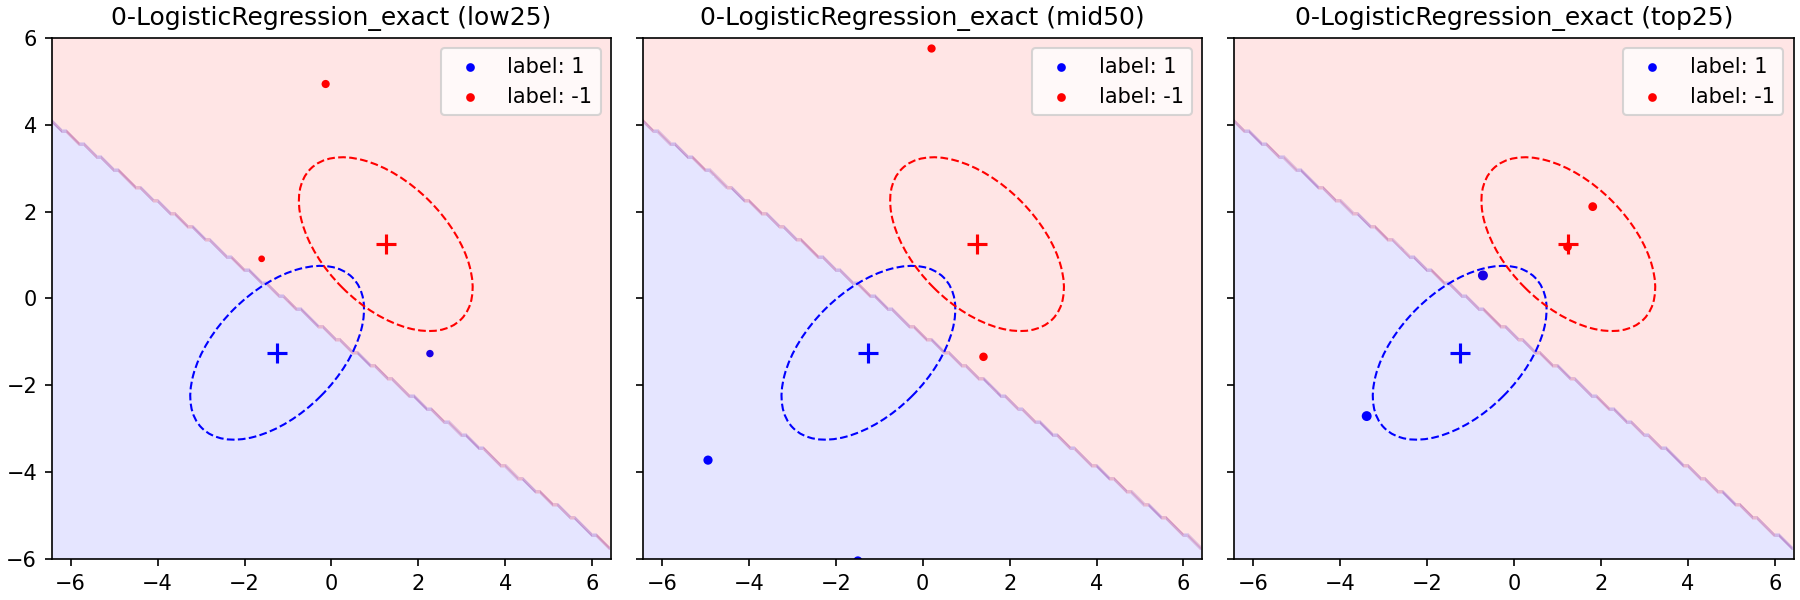 0-LogisticRegression_exact (low25)
0-LogisticRegression_exact (mid50)
0-LogisticRegression_exact (top25)
label: 1
label: -1
label: 1
label: -1
label: 1
label: -1
6
4
2
0
−2
−4
−6
−6 −4 −2 0 2 4 6
−6 −4 −2 0 2 4 6
−6 −4 −2 0 2 4 6